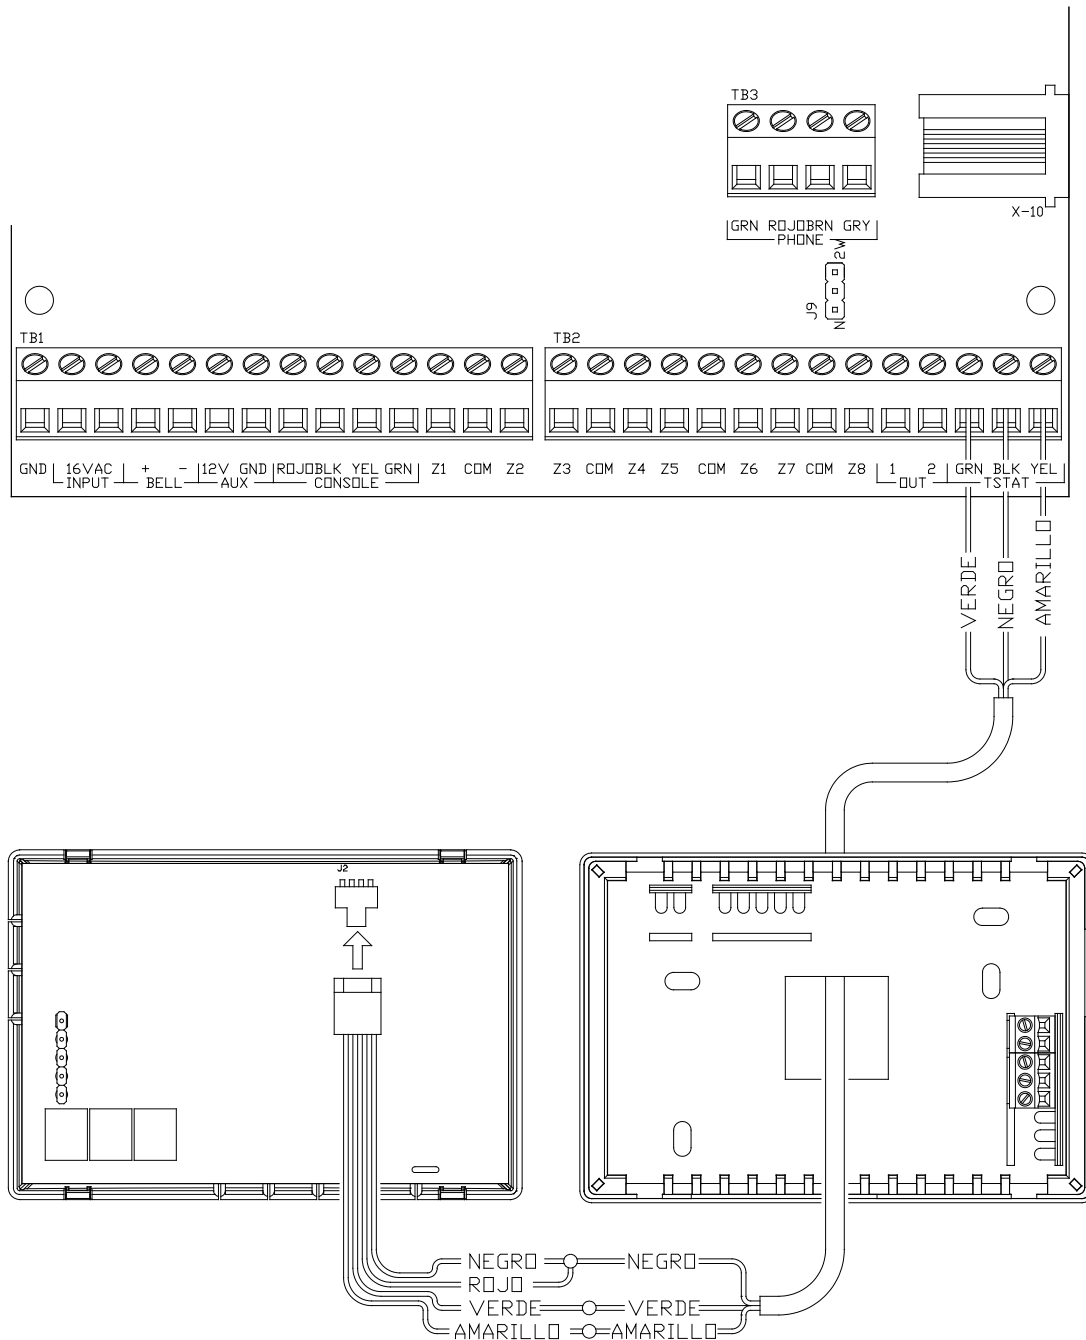 TB3
X-10
GRN ROJO BRN GRY
PHONE
2W
J9
N
TB1
TB2
GND 16VAC + - 12V GND ROJO BLK YEL GRN Z1 COM Z2
INPUT BELL AUX CONSOLE
Z3 COM Z4 Z5 COM Z6 Z7 COM Z8 1 2 GRN BLK YEL
OUT TSTAT
VERDE
NEGRO
AMARILLO
J2
NEGRO NEGRO
ROJO
VERDE VERDE
AMARILLO AMARILLO